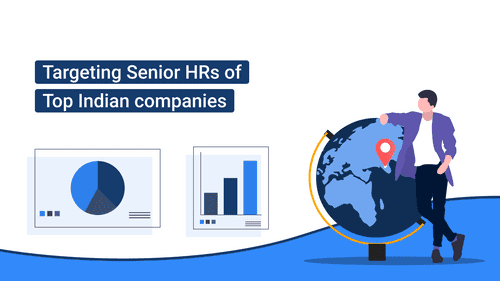 Targeting Senior HRs of
Top Indian companies